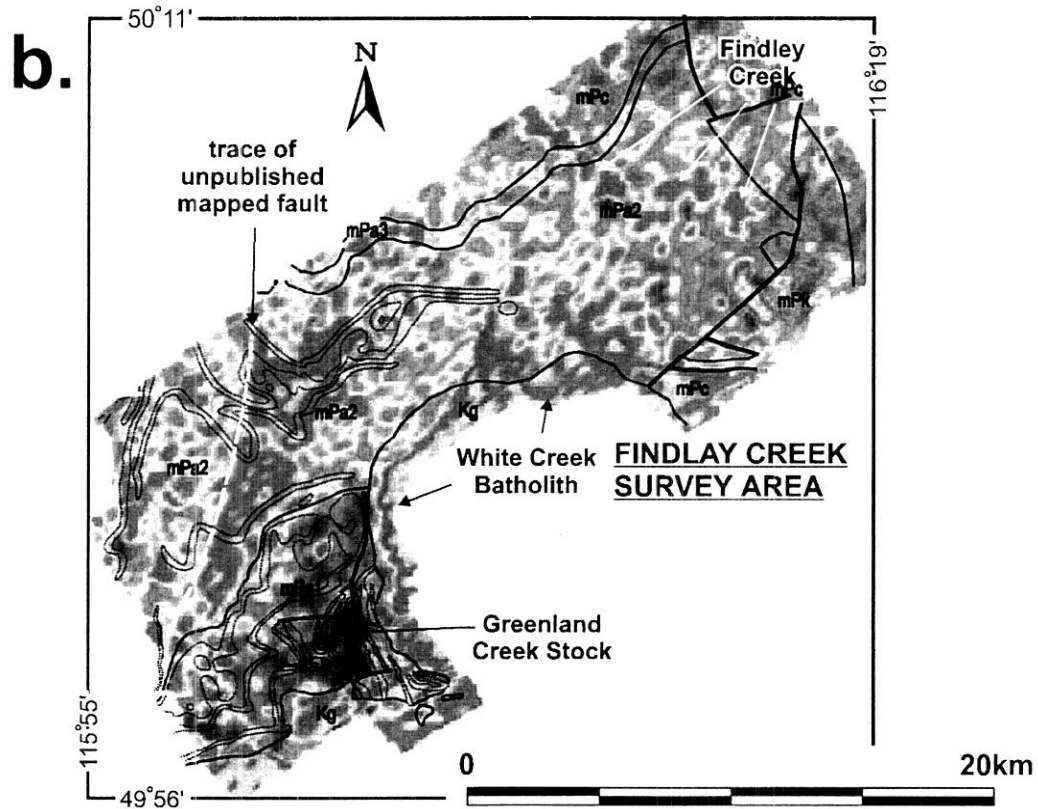 b.
50°11'
116°19'
N
Findley
Creek
mPc
mPc
trace of
unpublished
mapped fault
mPa3
mPa2
mPk
mPc
mPa2
Kg
mPa2
White Creek
Batholith
FINDLAY CREEK
SURVEY AREA
Greenland
Creek Stock
Kg
115°55'
49°56'
0
20km